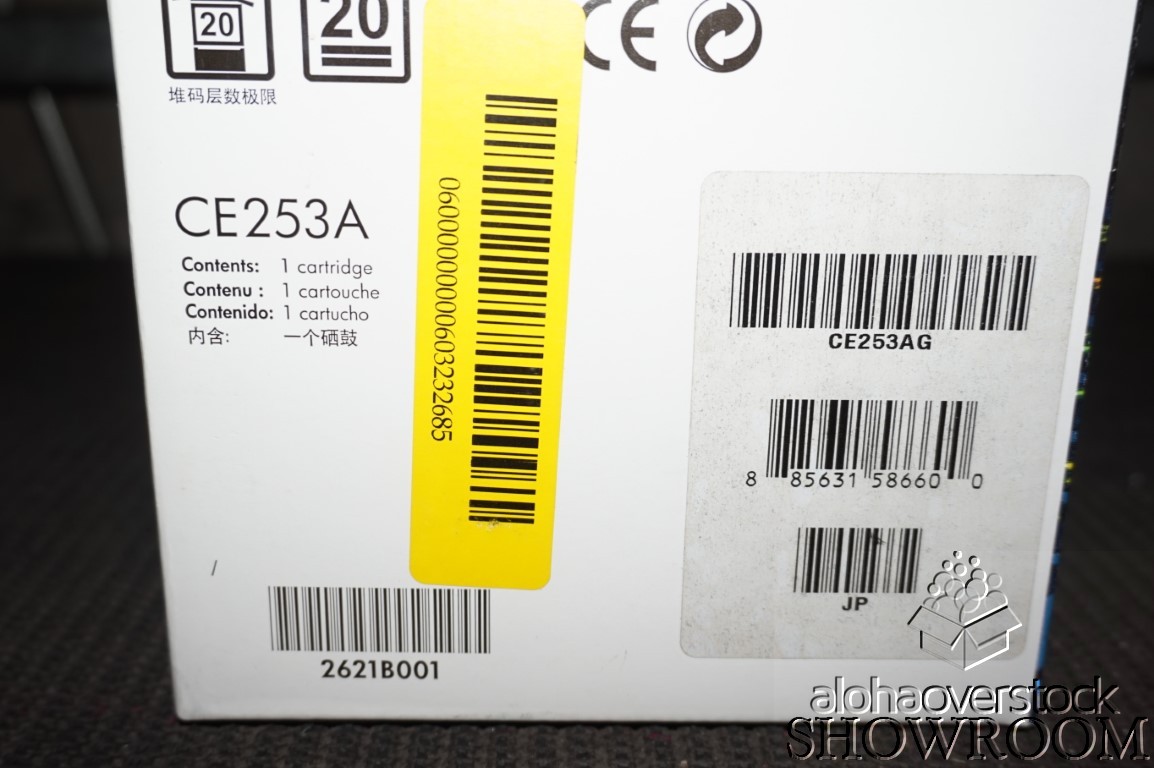 20
20
CE
堆码层数极限
CE253A
Contents: 1 cartridge
Contenu : 1 cartouche
Contenido: 1 cartucho
内含: 一个硒鼓
0600000000000603232685
CE253AG
8 85631 58660 0
JP
2621B001
alohaoverstock
SHOWROOM